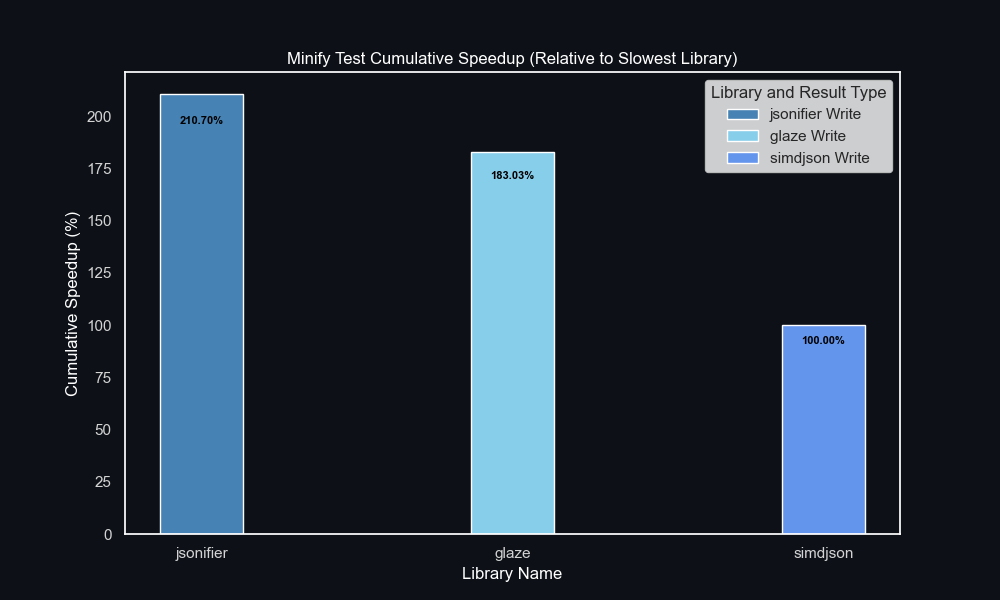 Minify Test Cumulative Speedup (Relative to Slowest Library)
Library and Result Type
jsonifier Write
glaze Write
simdjson Write
Cumulative Speedup (%)
200
175
150
125
100
75
50
25
0
210.70%
183.03%
100.00%
jsonifier
glaze
simdjson
Library Name